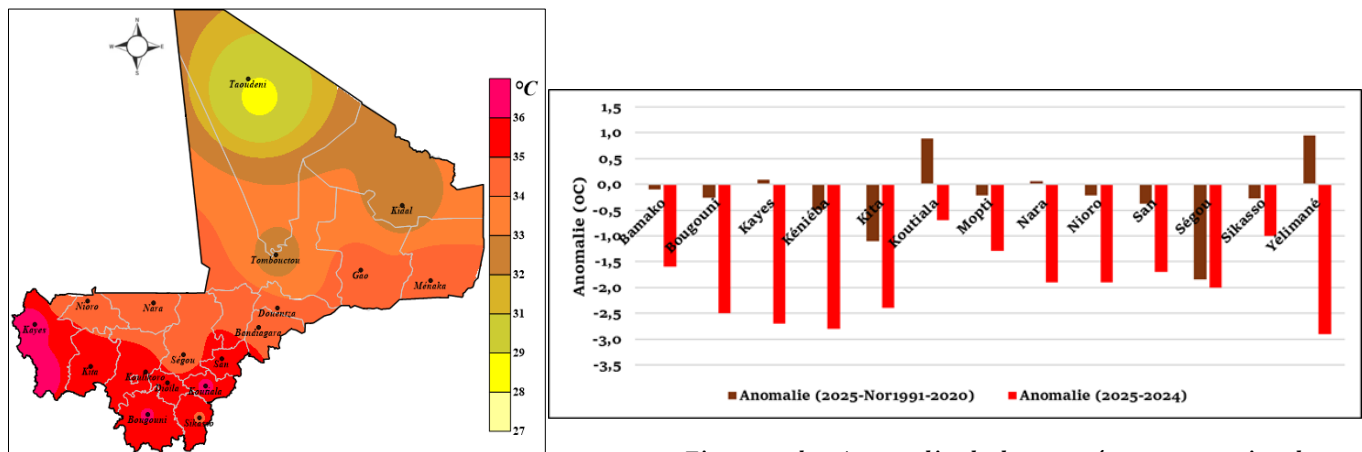 N
W
E
S
Taoudeni
Kidal
Tombouctou
Gao
Ménaka
Nioro
Nara
Douentza
Bandiagara
Kayes
Ségou
San
Kita
Koulikoro
Dioïla
Koutiala
Bougouni
Sikasso
°C
36
35
34
33
32
31
29
28
27
1,5
1,0
0,5
0,0
-0,5
-1,0
-1,5
-2,0
-2,5
-3,0
-3,5
Anomalie (oC)
Bamako
Bougouni
Kayes
Kéniéba
Kita
Koutiala
Mopti
Nara
Nioro
San
Ségou
Sikasso
Yélimané
Anomalie (2025-Nor1991-2020) Anomalie (2025-2024)